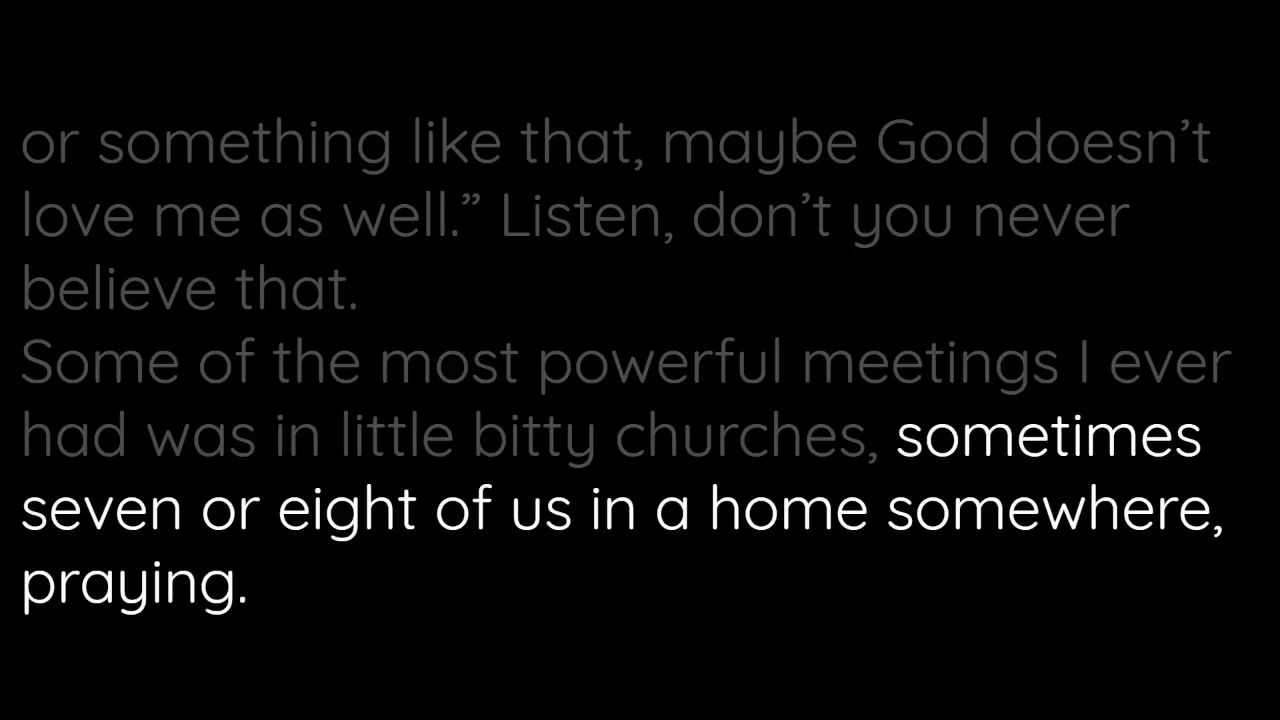 or something like that, maybe God doesn’t
love me as well.” Listen, don’t you never
believe that.
Some of the most powerful meetings I ever
had was in little bitty churches, sometimes
seven or eight of us in a home somewhere,
praying.